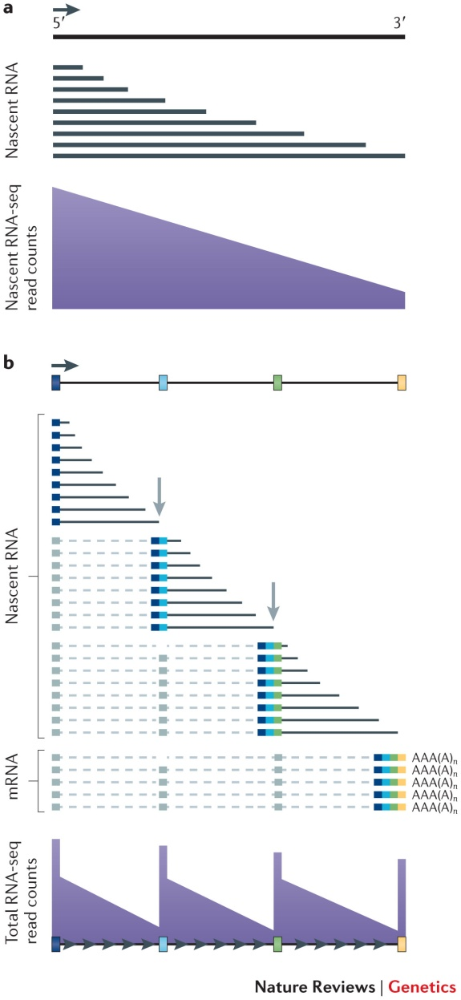 a
5′
3′
Nascent RNA
Nascent RNA-seq
read counts
b
Nascent RNA
mRNA
AAA(A)n
AAA(A)n
AAA(A)n
AAA(A)n
AAA(A)n
Total RNA-seq
read counts
Nature Reviews | Genetics